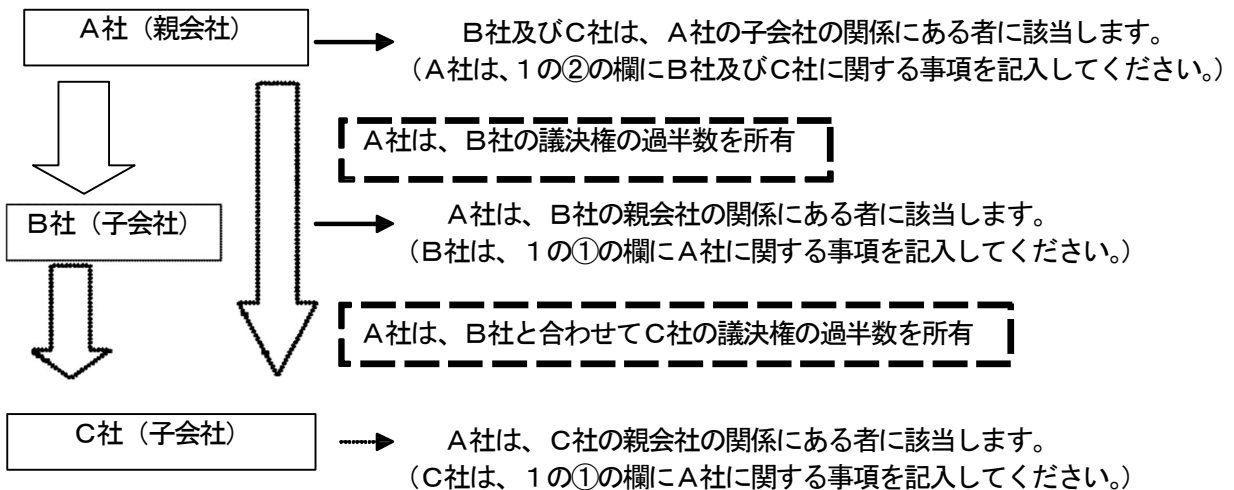 A社(親会社)
B社及びC社は、A社の子会社の関係にある者に該当します。
(A社は、1の②の欄にB社及びC社に関する事項を記入してください。)
A社は、B社の議決権の過半数を所有
B社(子会社)
A社は、B社の親会社の関係にある者に該当します。
(B社は、1の①の欄にA社に関する事項を記入してください。)
A社は、B社と合わせてC社の議決権の過半数を所有
C社(子会社)
A社は、C社の親会社の関係にある者に該当します。
(C社は、1の①の欄にA社に関する事項を記入してください。)